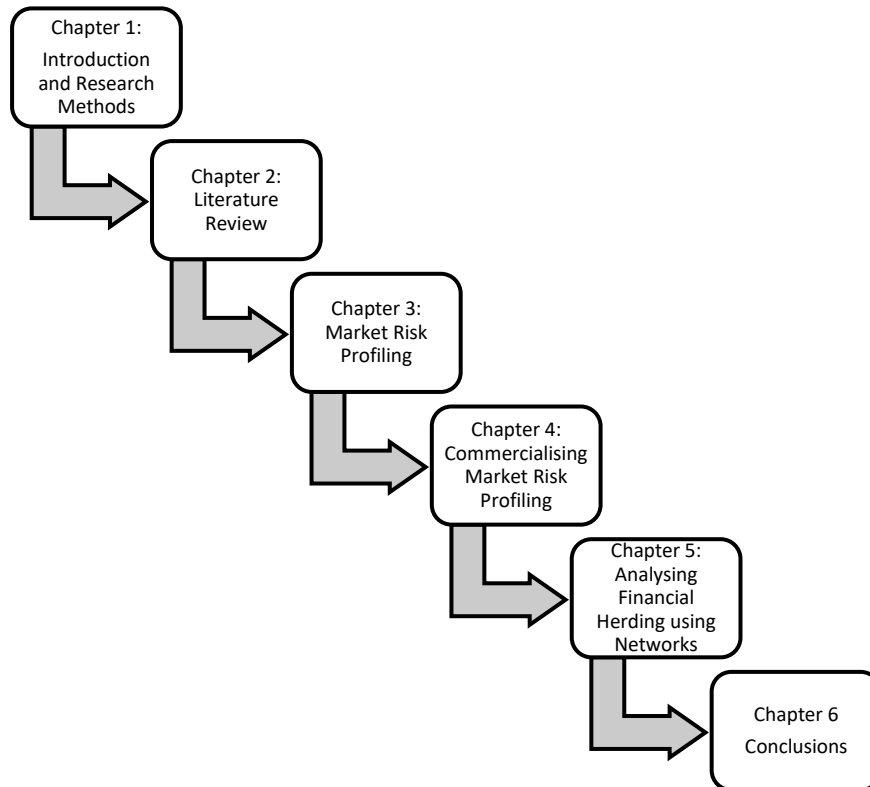 Chapter 1:
Introduction
and Research
Methods
Chapter 2:
Literature
Review
Chapter 3:
Market Risk
Profiling
Chapter 4:
Commercialising
Market Risk
Profiling
Chapter 5:
Analysing
Financial
Herding using
Networks
Chapter 6
Conclusions